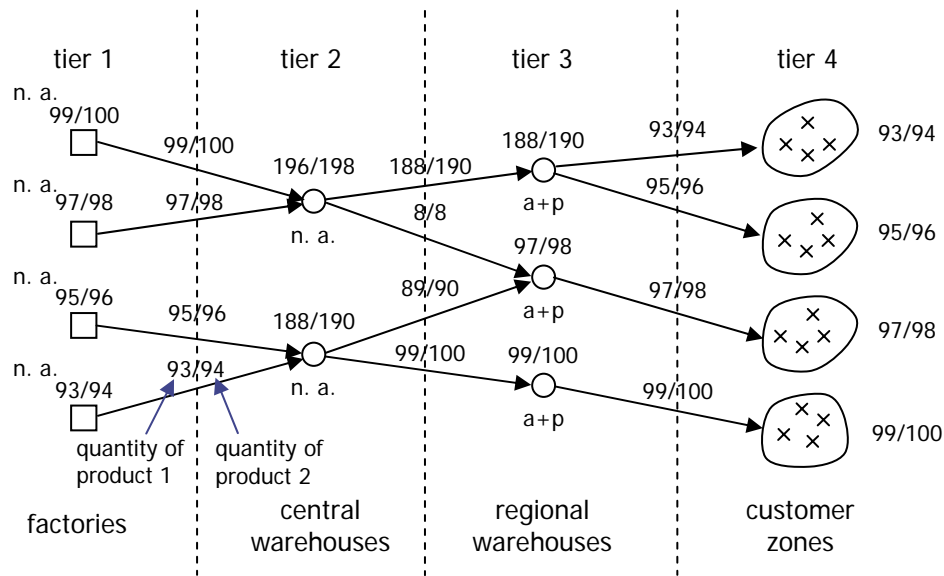 tier 1
tier 2
tier 3
tier 4
n. a.
99/100
99/100
n. a.
97/98
97/98
n. a.
95/96
95/96
n. a.
93/94
93/94
quantity of
product 1
quantity of
product 2
196/198
n. a.
188/190
n. a.
188/190
8/8
89/90
99/100
188/190
a+p
97/98
a+p
99/100
a+p
93/94
95/96
97/98
99/100
93/94
95/96
97/98
99/100
factories
central
warehouses
regional
warehouses
customer
zones